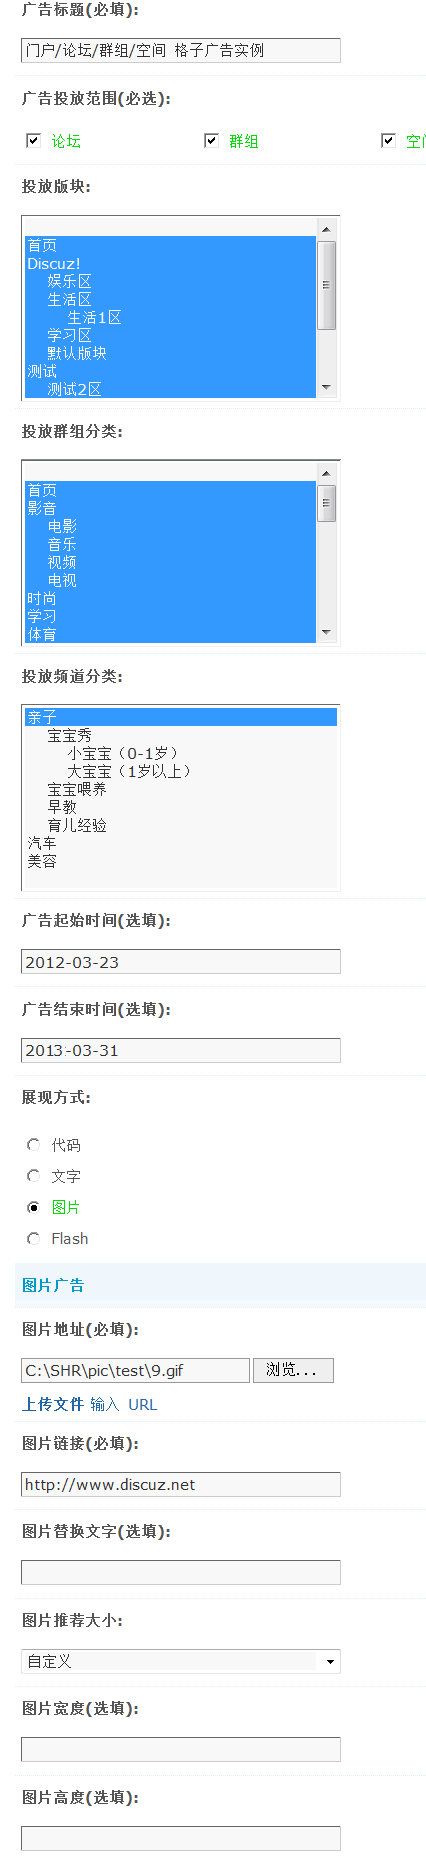 广告标题(必填):
门户/论坛/群组/空间 格子广告实例
广告投放范围(必选):
论坛 群组 空
投放版块:
首页
Discuz!
娱乐区
生活区
生活1区
学习区
默认版块
测试
测试2区
投放群组分类:
首页
影音
电影
音乐
视频
电视
时尚
学习
体育
投放频道分类:
亲子
宝宝秀
小宝宝（0-1岁）
大宝宝（1岁以上）
宝宝喂养
早教
育儿经验
汽车
美容
广告起始时间(选填):
2012-03-23
广告结束时间(选填):
2013-03-31
展现方式:
代码
文字
图片
Flash
图片广告
图片地址(必填):
C:\SHR\pic\test\9.gif 浏览...
上传文件 输入 URL
图片链接(必填):
http://www.discuz.net
图片替换文字(选填):
图片推荐大小:
自定义
图片宽度(选填):
图片高度(选填):